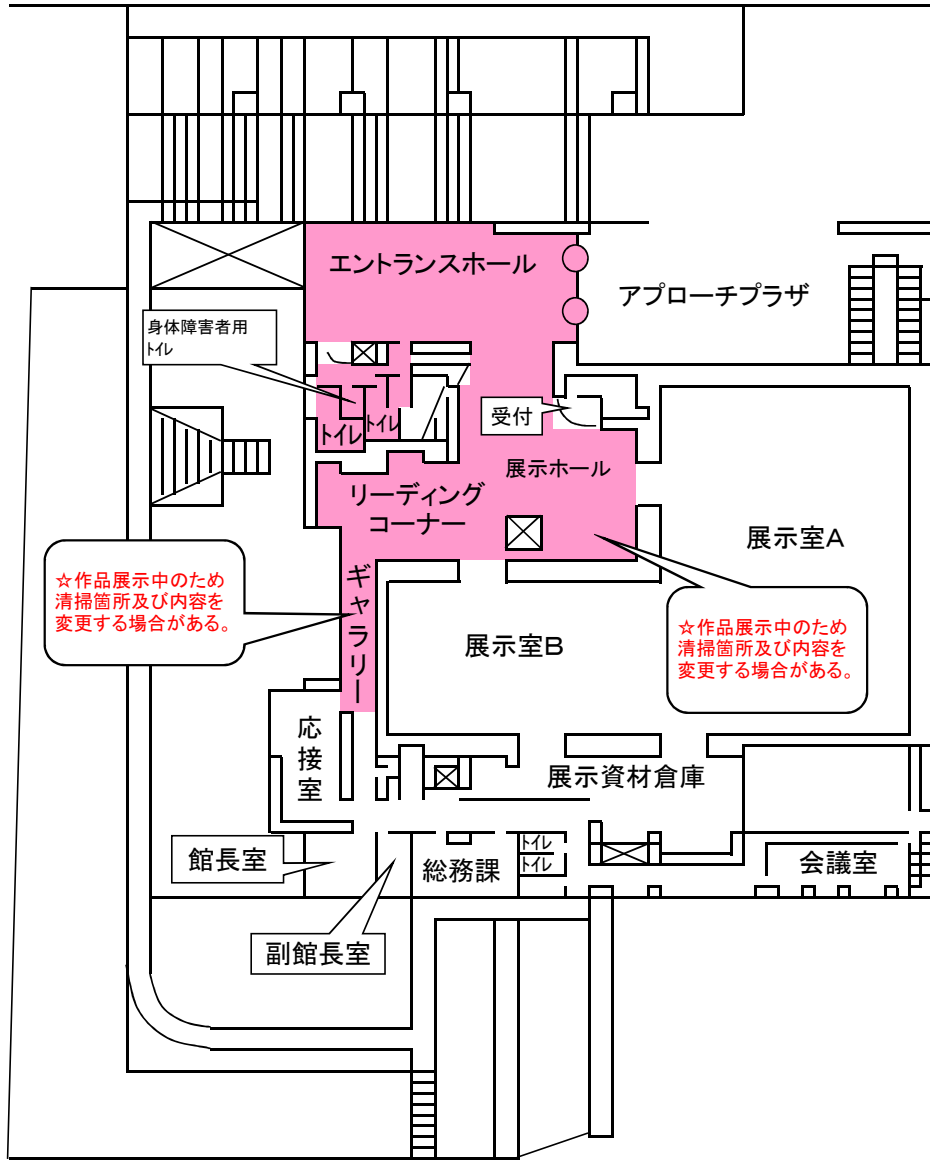 エントランスホール
アプローチプラザ
身体障害者用
トイレ
受付
トイレ
トイレ
展示ホール
リーディング
コーナー
展示室A
ギャラリー
☆作品展示中のため
清掃箇所及び内容を
変更する場合がある。
☆作品展示中のため
清掃箇所及び内容を
変更する場合がある。
展示室B
応接室
展示資材倉庫
館長室
総務課
トイレ
トイレ
会議室
副館長室